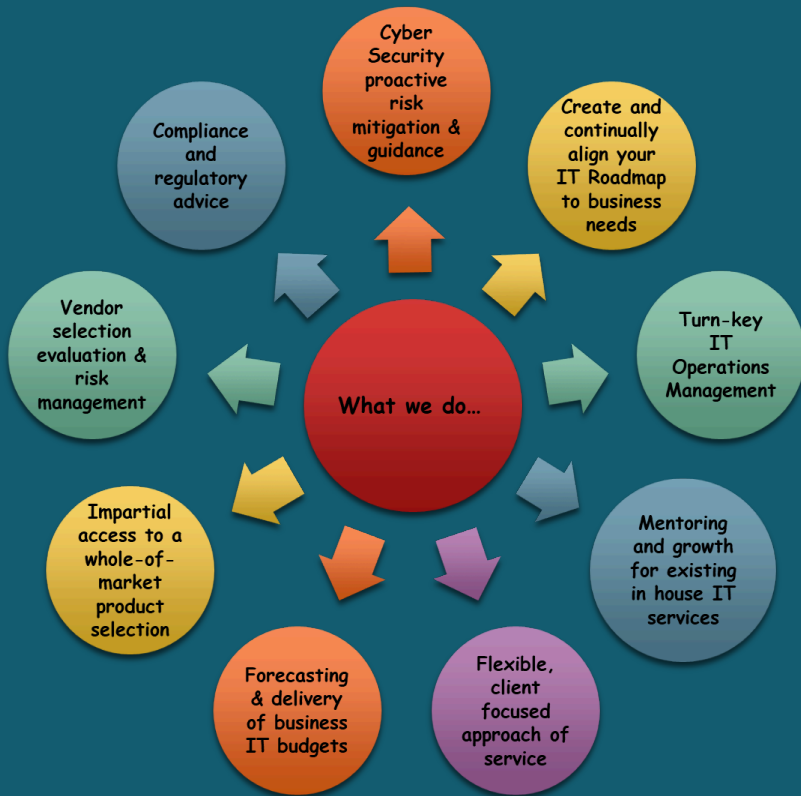 What we do...
Cyber
Security
proactive
risk
mitigation &
guidance
Create and
continually
align your
IT Roadmap
to business
needs
Turn-key
IT
Operations
Management
Mentoring
and growth
for existing
in house IT
services
Flexible,
client
focused
approach of
service
Forecasting
& delivery
of business
IT budgets
Impartial
access to a
whole-of-
market
product
selection
Vendor
selection
evaluation &
risk
management
Compliance
and
regulatory
advice